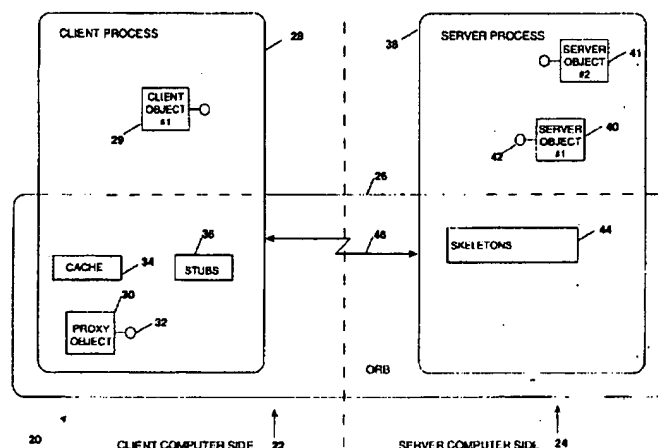 CLIENT PROCESS
28
38
SERVER PROCESS
SERVER
OBJECT
#2
41
CLIENT
OBJECT
#1
29
SERVER
OBJECT
#1
40
42
26
36
46
44
CACHE
34
STUBS
SKELETONS
30
PROXY
OBJECT
32
ORB
20
CLIENT COMPUTER SIDE
22
SERVER COMPUTER SIDE
24